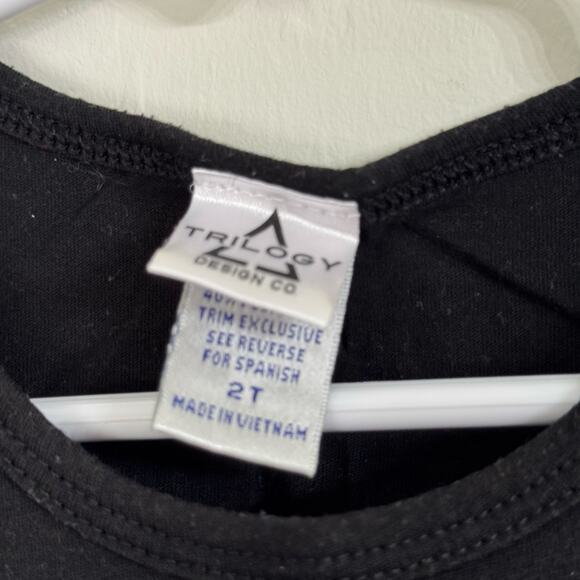 TRILOGY
DESIGN CO
TRIM EXCLUSIVE
SEE REVERSE
FOR SPANISH
2T
MADE IN VIETNAM